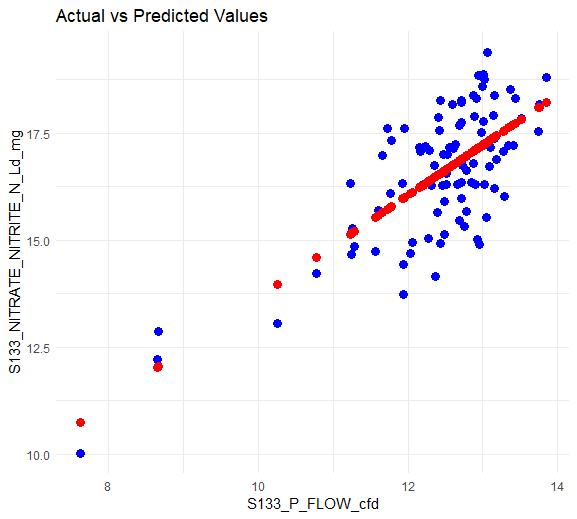 Actual vs Predicted Values
S133_NITRATE_NITRITE_N_Ld_mg
17.5
15.0
12.5
10.0
8
10
12
14
S133_P_FLOW_cfd